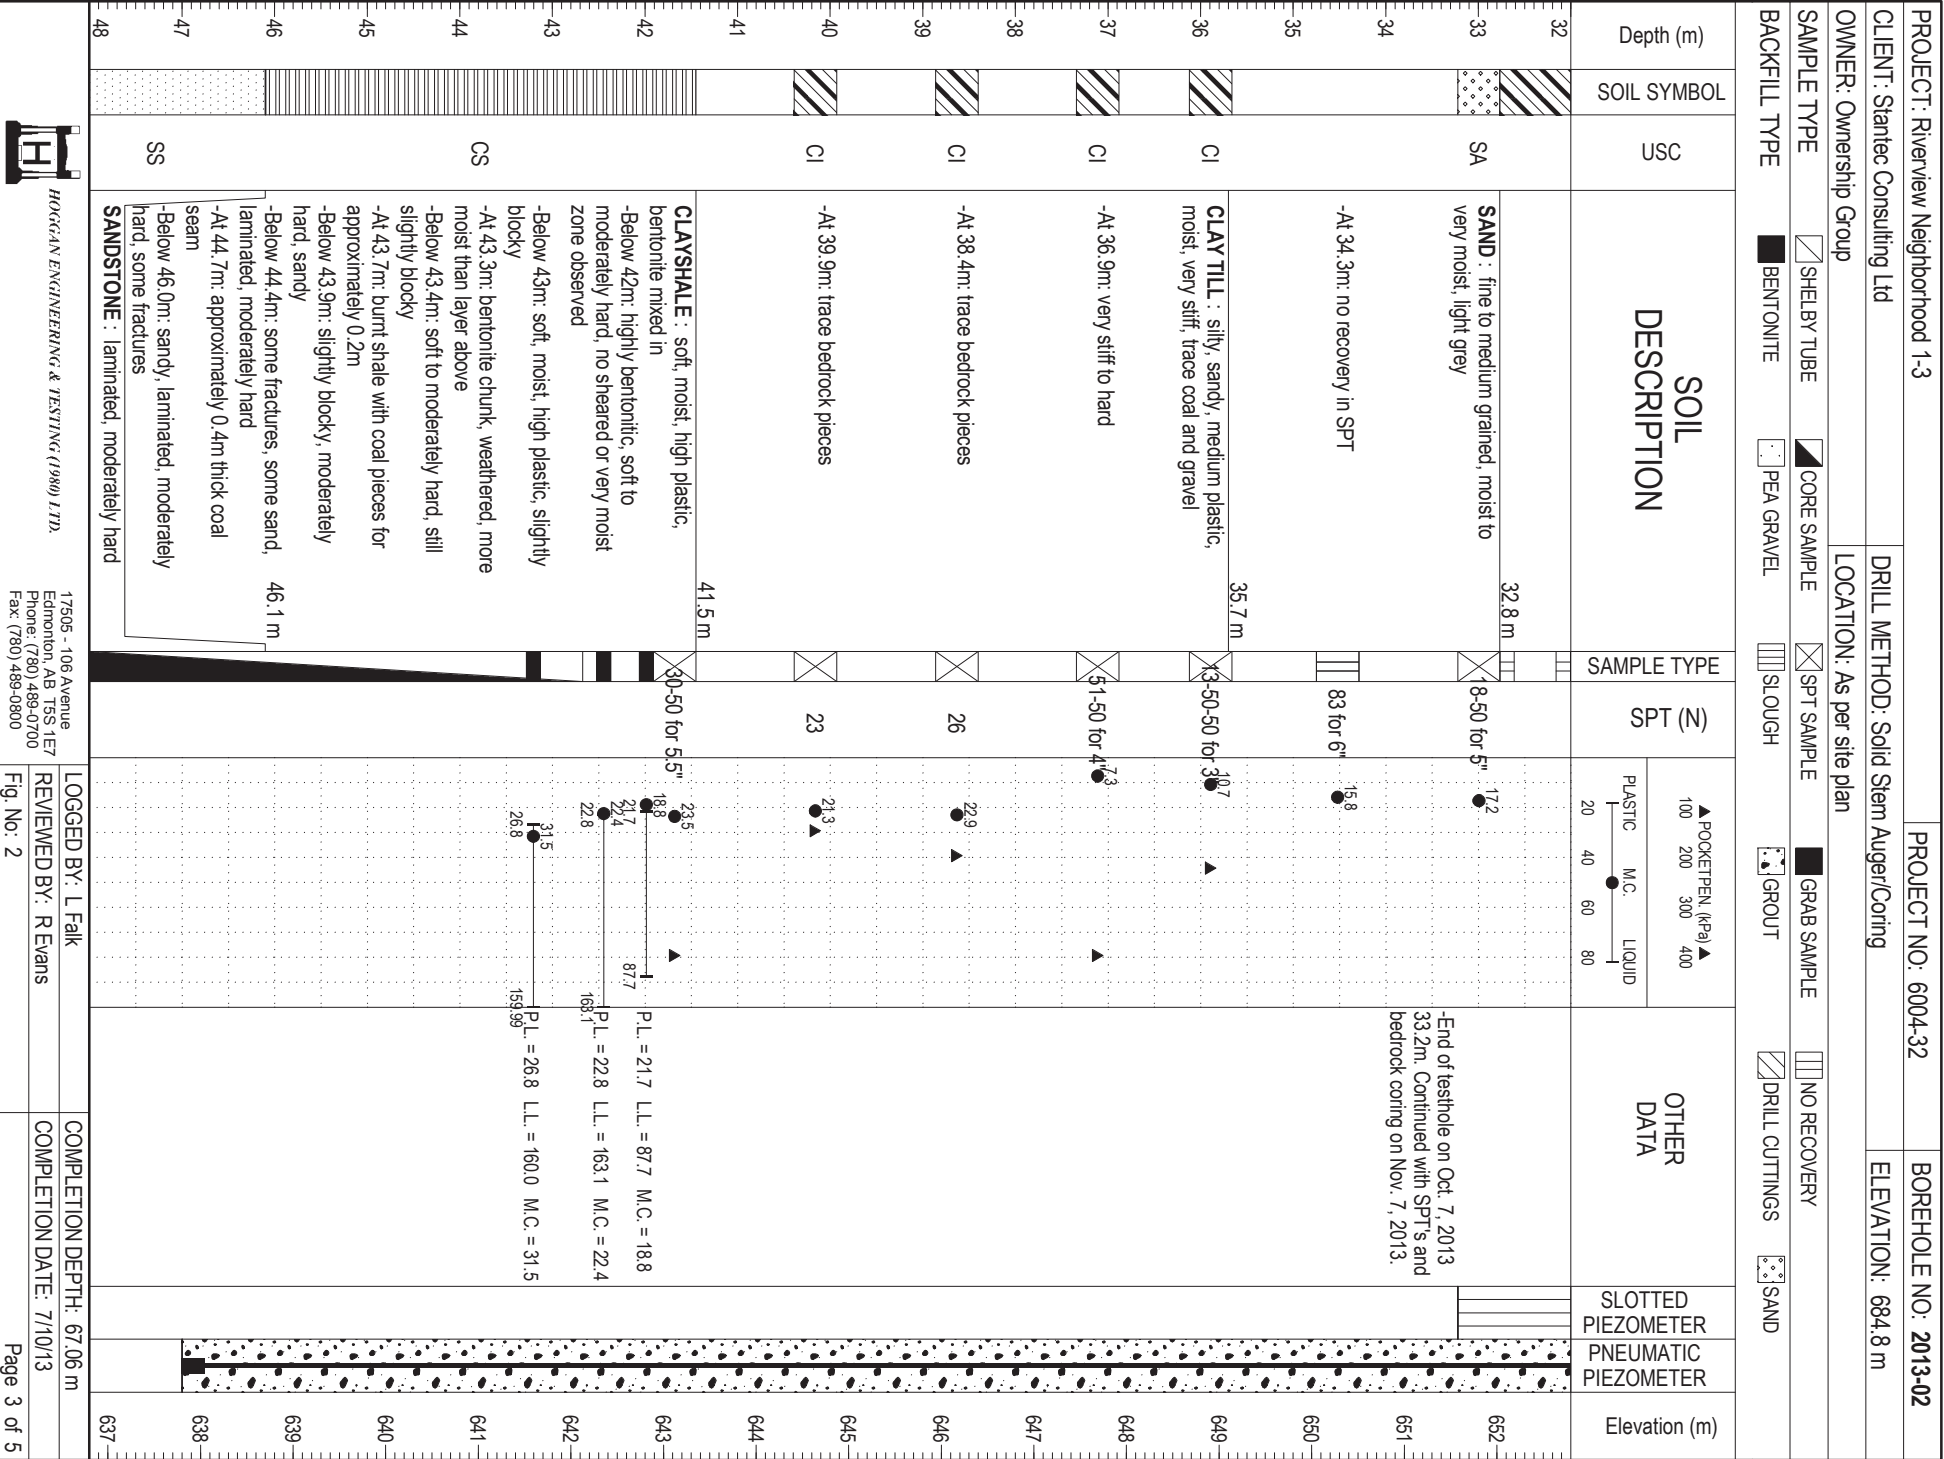 PROJECT: Riverview Neighborhood 1-3
PROJECT NO: 6004-32
BOREHOLE NO: 2013-02
CLIENT: Stantec Consulting Ltd
DRILL METHOD: Solid Stem Auger/Coring
ELEVATION: 684.8 m
OWNER: Ownership Group
LOCATION: As per site plan
SAMPLE TYPE
SHELBY TUBE
CORE SAMPLE
SPT SAMPLE
GRAB SAMPLE
NO RECOVERY
BACKFILL TYPE
BENTONITE
PEA GRAVEL
SLOUGH
GROUT
DRILL CUTTINGS
SAND
Depth (m)
SOIL SYMBOL
USC
SOIL
DESCRIPTION
SAMPLE TYPE
SPT (N)
▲ POCKET PEN. (kPa) ▲
100 200 300 400
PLASTIC M.C. LIQUID
20 40 60 80
OTHER
DATA
SLOTTED
PIEZOMETER
PNEUMATIC
PIEZOMETER
Elevation (m)
32
33
34
35
36
37
38
39
40
41
42
43
44
45
46
47
48
SA
CI
CI
CI
CI
CS
SS
32.8 m
SAND : fine to medium grained, moist to
very moist, light grey
-At 34.3m: no recovery in SPT
35.7 m
CLAY TILL : silty, sandy, medium plastic,
moist, very stiff, trace coal and gravel
-At 36.9m: very stiff to hard
-At 38.4m: trace bedrock pieces
-At 39.9m: trace bedrock pieces
41.5 m
CLAYSHALE : soft, moist, high plastic,
bentonite mixed in
-Below 42m: highly bentonitic, soft to
moderately hard, no sheared or very moist
zone observed
-Below 43m: soft, moist, high plastic, slightly
blocky
-At 43.3m: bentonite chunk, weathered, more
moist than layer above
-Below 43.4m: soft to moderately hard, still
slightly blocky
-At 43.7m: burnt shale with coal pieces for
approximately 0.2m
-Below 43.9m: slightly blocky, moderately
hard, sandy
-Below 44.4m: some fractures, some sand,
laminated, moderately hard
-At 44.7m: approximately 0.4m thick coal
seam
-Below 46.0m: sandy, laminated, moderately
hard, some fractures
46.1 m
SANDSTONE : laminated, moderately hard
18-50 for 5"
83 for 6"
13-50-50 for 3"
51-50 for 4"
26
23
30-50 for 5.5"
17.2
15.8
10.7
7.3
22.9
21.3
23.5
18.8
21.7
87.7
22.4
22.8
163.1
31.5
26.8
159.99
-End of testhole on Oct. 7, 2013
33.2m. Continued with SPT's and
bedrock coring on Nov. 7, 2013.
P.L. = 21.7 L.L. = 87.7 M.C. = 18.8
P.L. = 22.8 L.L. = 163.1 M.C. = 22.4
P.L. = 26.8 L.L. = 160.0 M.C. = 31.5
652
651
650
649
648
647
646
645
644
643
642
641
640
639
638
637
H
HOGGAN ENGINEERING & TESTING (1980) LTD.
17505 - 106 Avenue
Edmonton, AB T5S 1E7
Phone: (780) 489-0700
Fax: (780) 489-0800
LOGGED BY: L Falk
COMPLETION DEPTH: 67.06 m
REVIEWED BY: R Evans
COMPLETION DATE: 7/10/13
Fig. No: 2
Page 3 of 5